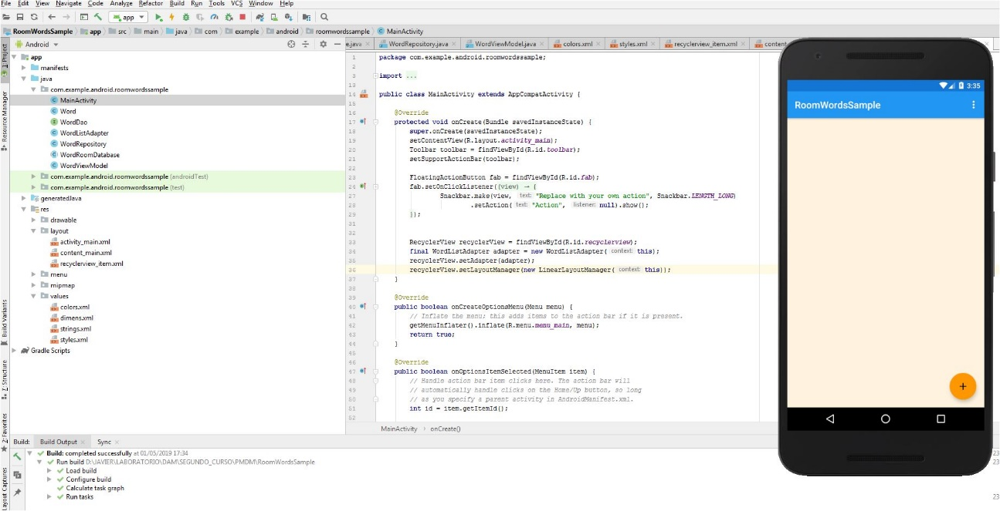 File Edit View Navigate Code Analyze Refactor Build Run Tools VCS Window Help
app
RoomWordsSample app src main java com example android roomwordssample MainActivity
1: Project
Resource Manager
Build Variants
7: Structure
2: Favorites
Layout Captures
Android
app
manifests
java
com.example.android.roomwordssample
MainActivity
Word
WordDao
WordListAdapter
WordRepository
WordRoomDatabase
WordViewModel
com.example.android.roomwordssample (androidTest)
com.example.android.roomwordssample (test)
generatedJava
res
drawable
layout
activity_main.xml
content_main.xml
recyclerview_item.xml
menu
mipmap
values
colors.xml
dimens.xml
strings.xml
styles.xml
Gradle Scripts
e.java WordRepository.java WordViewModel.java colors.xml styles.xml recyclerview_item.xml content
1 package com.example.android.roomwordssample;
2
3 import ...
13
14 public class MainActivity extends AppCompatActivity {
15
16 @Override
17 protected void onCreate(Bundle savedInstanceState) {
18 super.onCreate(savedInstanceState);
19 setContentView(R.layout.activity_main);
20 Toolbar toolbar = findViewById(R.id.toolbar);
21 setSupportActionBar(toolbar);
22
23 FloatingActionButton fab = findViewById(R.id.fab);
24 fab.setOnClickListener((view) → {
27 Snackbar.make(view, text: "Replace with your own action", Snackbar.LENGTH_LONG)
28 .setAction( text: "Action", listener: null).show();
29 });
31
32
33 RecyclerView recyclerView = findViewById(R.id.recyclerview);
34 final WordListAdapter adapter = new WordListAdapter( context: this);
35 recyclerView.setAdapter(adapter);
36 recyclerView.setLayoutManager(new LinearLayoutManager( context: this));
37 }
38
39 @Override
40 public boolean onCreateOptionsMenu(Menu menu) {
41 // Inflate the menu; this adds items to the action bar if it is present.
42 getMenuInflater().inflate(R.menu.menu_main, menu);
43 return true;
44 }
45
46 @Override
47 public boolean onOptionsItemSelected(MenuItem item) {
48 // Handle action bar item clicks here. The action bar will
49 // automatically handle clicks on the Home/Up button, so long
50 // as you specify a parent activity in AndroidManifest.xml.
51 int id = item.getItemId();
52
MainActivity › onCreate()
3:35
RoomWordsSample
Build: Build Output Sync
Build: completed successfully at 01/05/2019 17:34
Run build D:\JAVIER\LABORATORIO\DAM\SEGUNDO_CURSO\PMDM\RoomWordsSample
Load build
Configure build
Calculate task graph
Run tasks
23
23
23